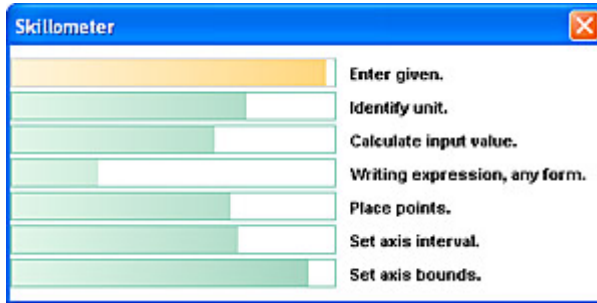 Skillometer
Enter given.
Identify unit.
Calculate input value.
Writing expression, any form.
Place points.
Set axis interval.
Set axis bounds.